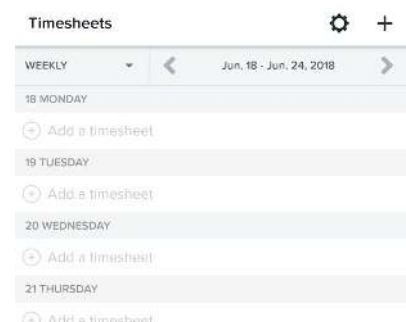 Timesheets
WEEKLY Jun. 18 - Jun. 24, 2018
18 MONDAY
Add a timesheet
19 TUESDAY
Add a timesheet
20 WEDNESDAY
Add a timesheet
21 THURSDAY
Add a timesheet